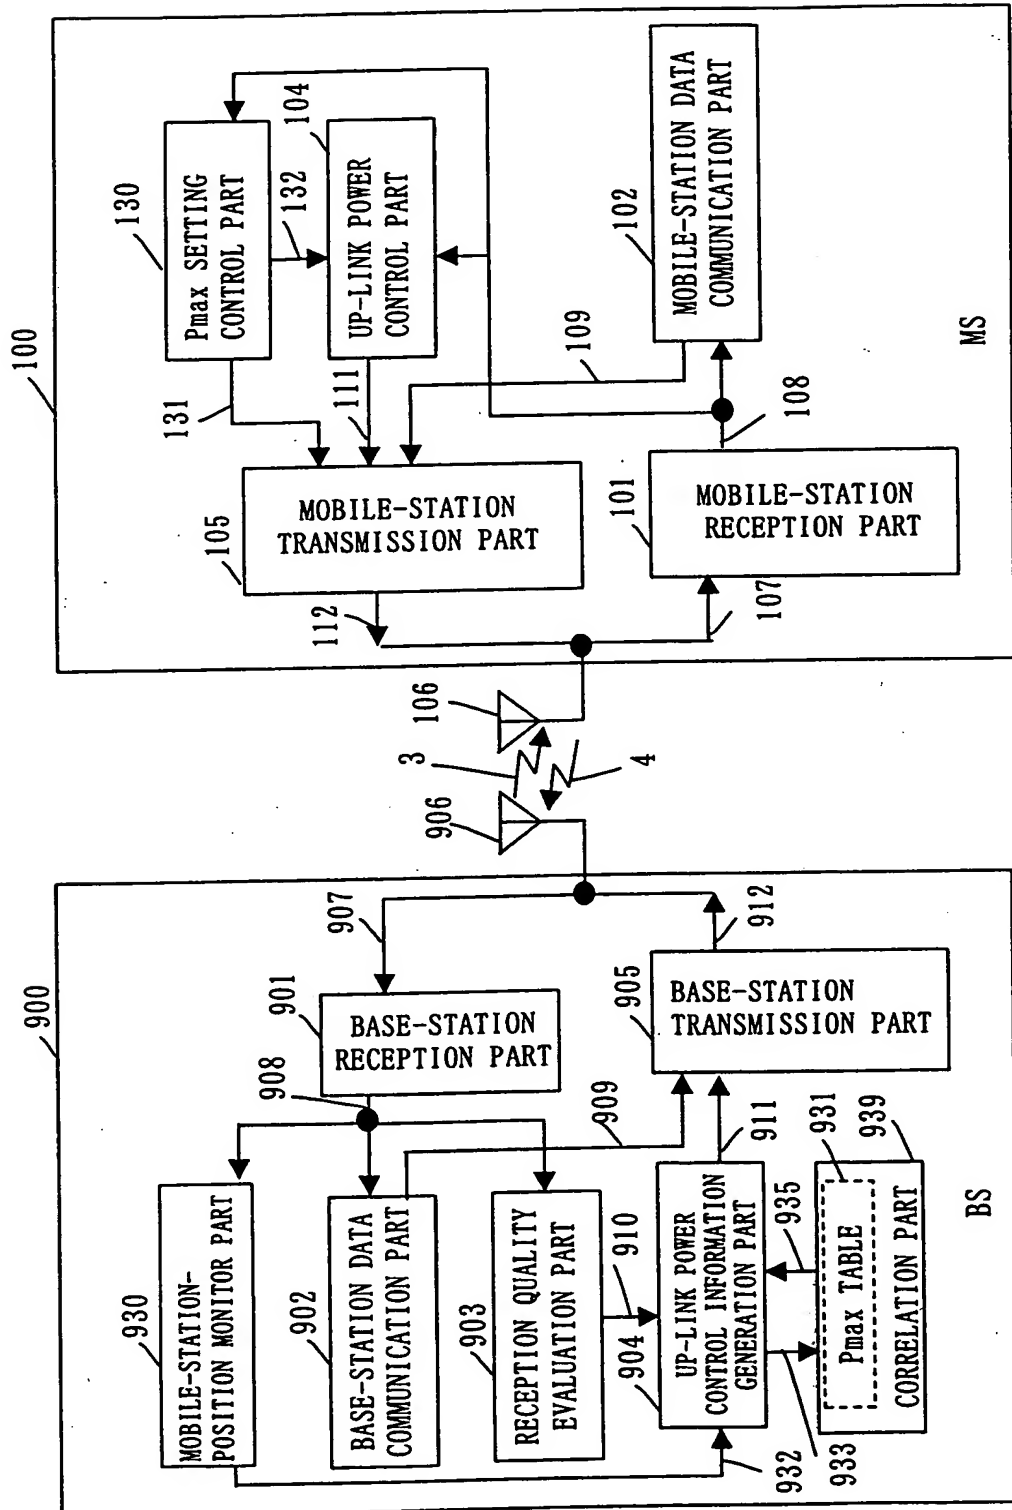 900
930
MOBILE-STATION-
POSITION MONITOR PART
902
BASE-STATION DATA
COMMUNICATION PART
903
RECEPTION QUALITY
EVALUATION PART
904
UP-LINK POWER
CONTROL INFORMATION
GENERATION PART
932
933
935
910
911
931
939
Pmax TABLE
CORRELATION PART
BS
908
909
901
BASE-STATION
RECEPTION PART
907
905
BASE-STATION
TRANSMISSION PART
912
906
3
4
106
100
112
107
105
MOBILE-STATION
TRANSMISSION PART
101
MOBILE-STATION
RECEPTION PART
131
111
109
108
130
Pmax SETTING
CONTROL PART
132
104
UP-LINK POWER
CONTROL PART
102
MOBILE-STATION DATA
COMMUNICATION PART
MS